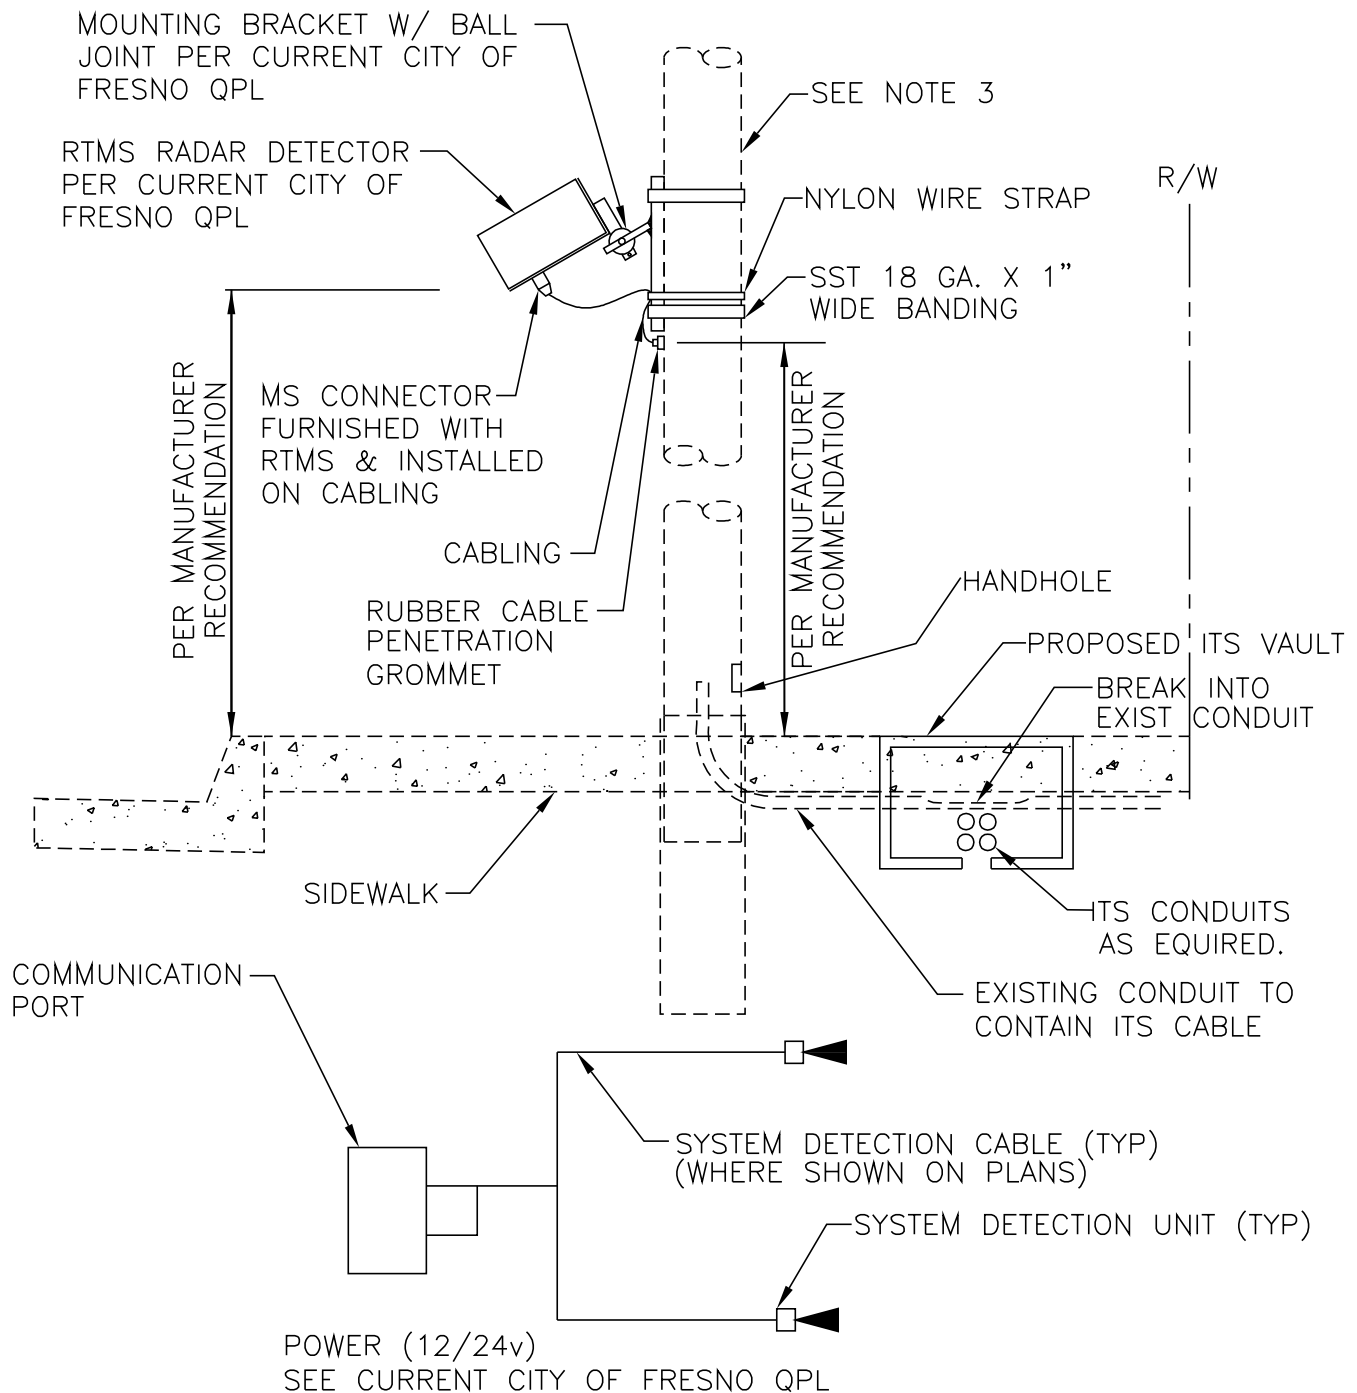 MOUNTING BRACKET W/ BALL
JOINT PER CURRENT CITY OF
FRESNO QPL
SEE NOTE 3
RTMS RADAR DETECTOR
PER CURRENT CITY OF
FRESNO QPL
R/W
NYLON WIRE STRAP
SST 18 GA. X 1”
WIDE BANDING
PER MANUFACTURER
RECOMMENDATION
MS CONNECTOR
FURNISHED WITH
RTMS & INSTALLED
ON CABLING
PER MANUFACTURER
RECOMMENDATION
CABLING
RUBBER CABLE
PENETRATION
GROMMET
HANDHOLE
PROPOSED ITS VAULT
BREAK INTO
EXIST CONDUIT
SIDEWALK
ITS CONDUITS
AS EQUIRED.
COMMUNICATION
PORT
EXISTING CONDUIT TO
CONTAIN ITS CABLE
SYSTEM DETECTION CABLE (TYP)
(WHERE SHOWN ON PLANS)
SYSTEM DETECTION UNIT (TYP)
POWER (12/24v)
SEE CURRENT CITY OF FRESNO QPL